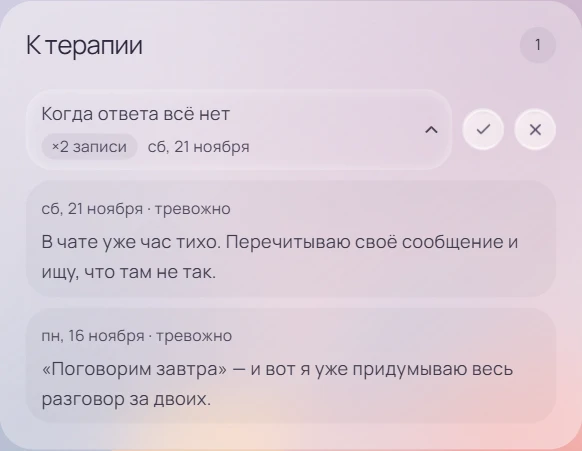 К терапии
1
Когда ответа всё нет
×2 записи сб, 21 ноября
сб, 21 ноября · тревожно
В чате уже час тихо. Перечитываю своё сообщение и
ищу, что там не так.
пн, 16 ноября · тревожно
«Поговорим завтра» — и вот я уже придумываю весь
разговор за двоих.